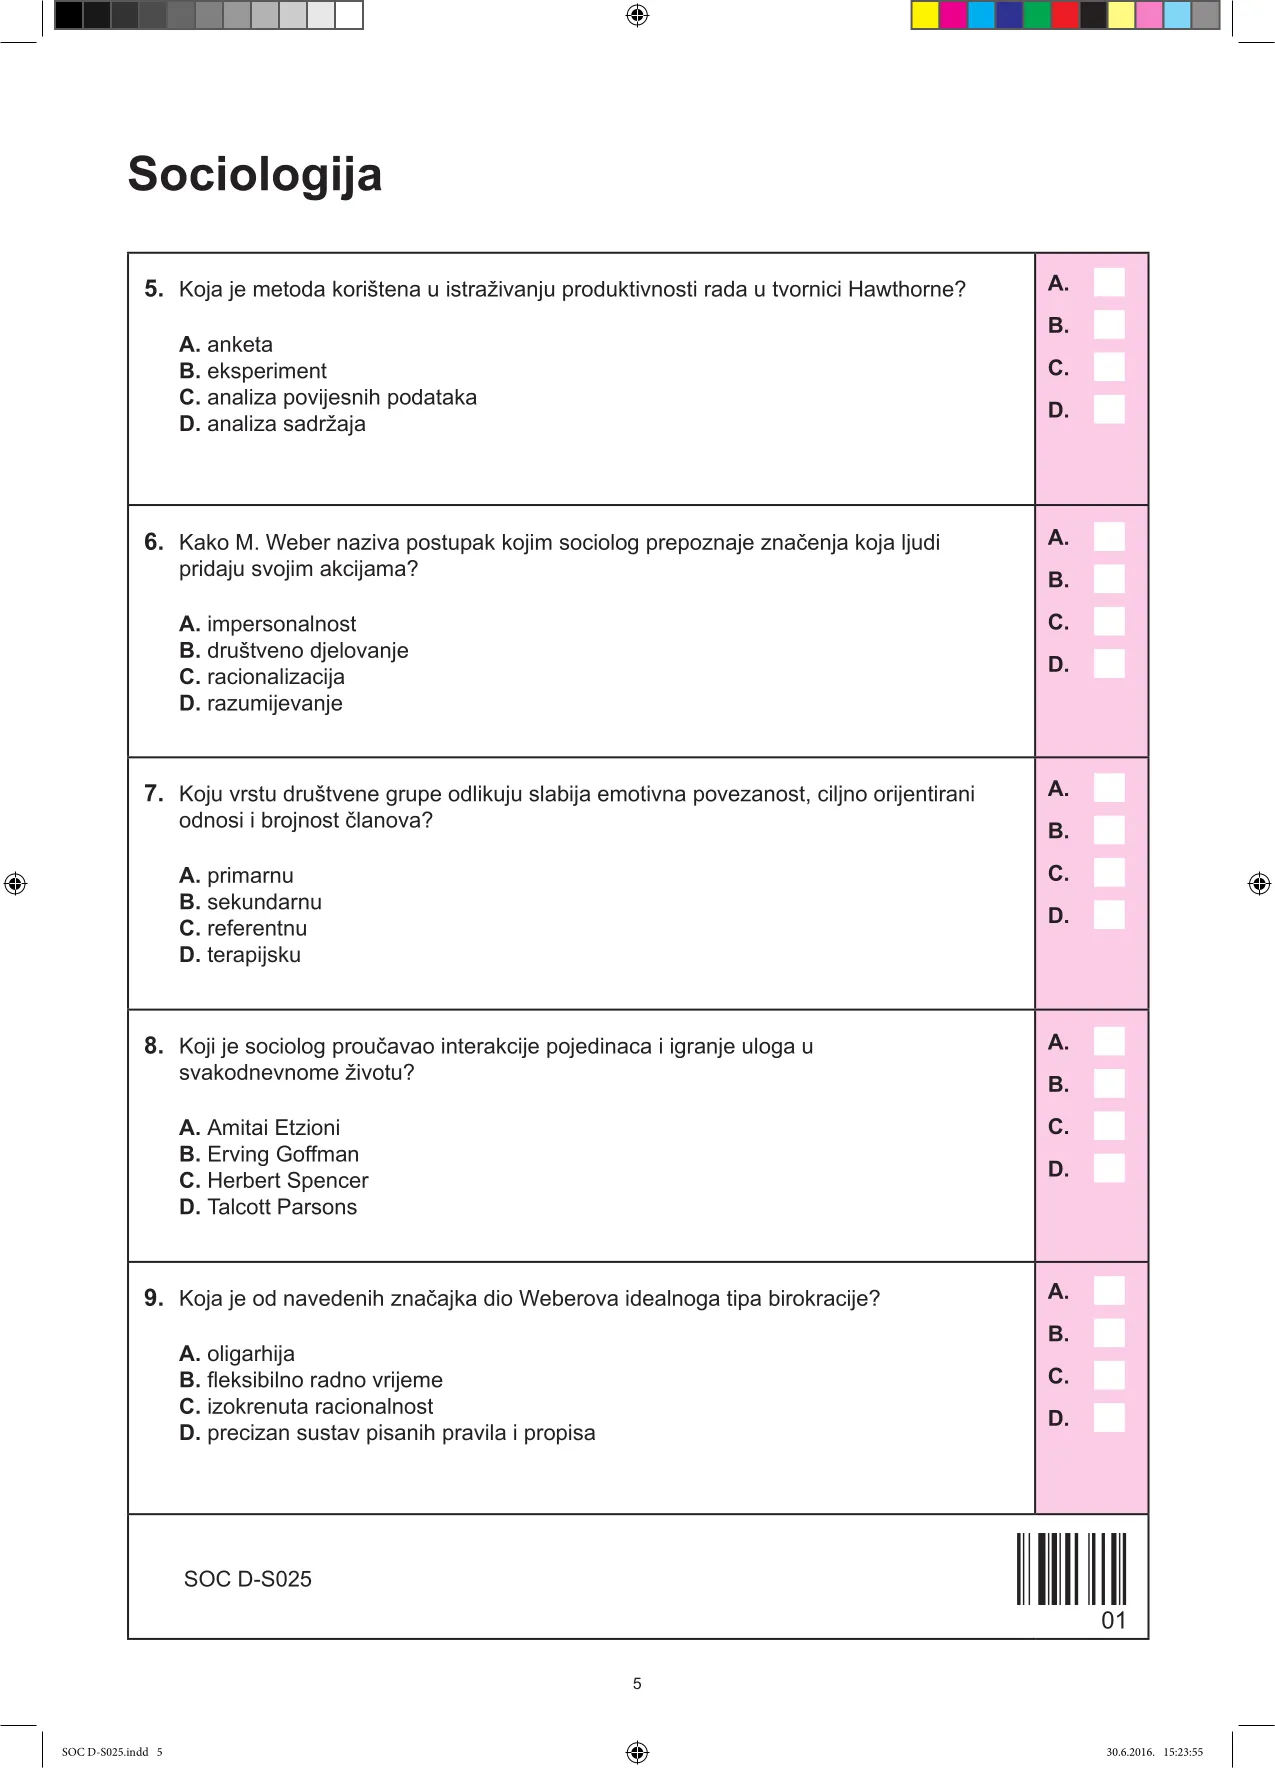 Sociologija
5. Koja je metoda korištena u istraživanju produktivnosti rada u tvornici Hawthorne?
A. anketa
B. eksperiment
C. analiza povijesnih podataka
D. analiza sadržaja
A.
B.
C.
D.
6. Kako M. Weber naziva postupak kojim sociolog prepoznaje značenja koja ljudi
pridaju svojim akcijama?
A. impersonalnost
B. društveno djelovanje
C. racionalizacija
D. razumijevanje
A.
B.
C.
D.
7. Koju vrstu društvene grupe odlikuju slabija emotivna povezanost, ciljno orijentirani
odnosi i brojnost članova?
A. primarnu
B. sekundarnu
C. referentnu
D. terapijsku
A.
B.
C.
D.
8. Koji je sociolog proučavao interakcije pojedinaca i igranje uloga u
svakodnevnome životu?
A. Amitai Etzioni
B. Erving Goffman
C. Herbert Spencer
D. Talcott Parsons
A.
B.
C.
D.
9. Koja je od navedenih značajka dio Weberova idealnoga tipa birokracije?
A. oligarhija
B. fleksibilno radno vrijeme
C. izokrenuta racionalnost
D. precizan sustav pisanih pravila i propisa
A.
B.
C.
D.
SOC D-S025
01
5
SOC D-S025.indd 5
30.6.2016. 15:23:55